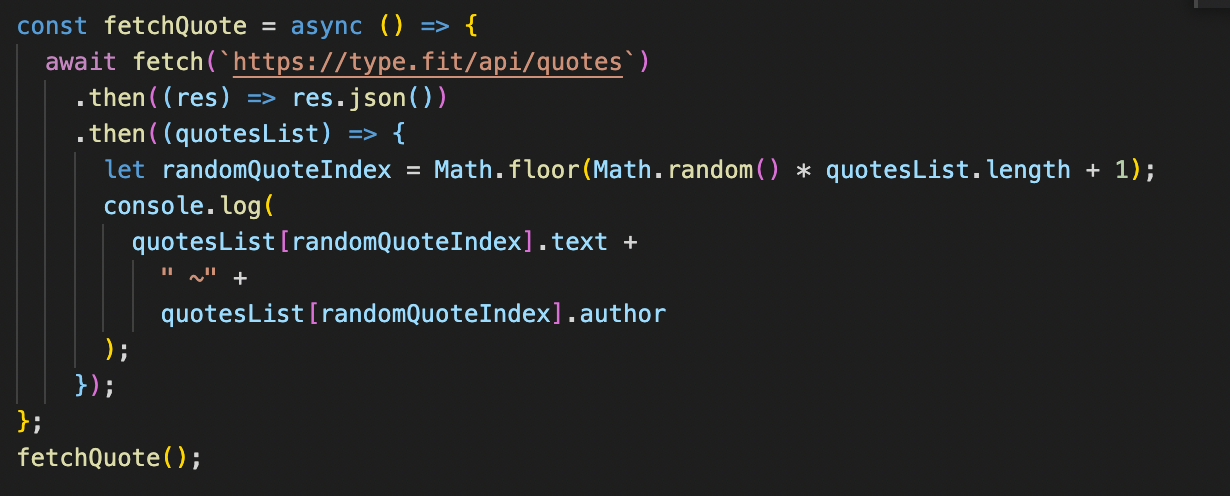 const fetchQuote = async () => {
  await fetch(`https://type.fit/api/quotes`)
    .then((res) => res.json())
    .then((quotesList) => {
      let randomQuoteIndex = Math.floor(Math.random() * quotesList.length + 1);
      console.log(
        quotesList[randomQuoteIndex].text +
          " ~" +
          quotesList[randomQuoteIndex].author
      );
    });
};
fetchQuote();